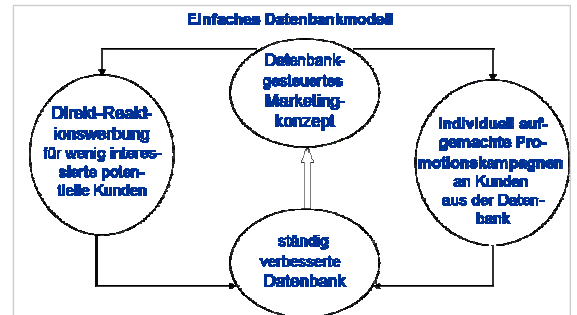 Einfaches Datenbankmodell
Datenbank-
gesteuertes
Marketing-
konzept
Direkt-Reakt-
ionswerbung
für wenig interes-
sierte poten-
tielle Kunden
Individuell auf-
gemachte Pro-
motionskampagnen
an Kunden
aus der Daten-
bank
ständig
verbesserte
Datenbank